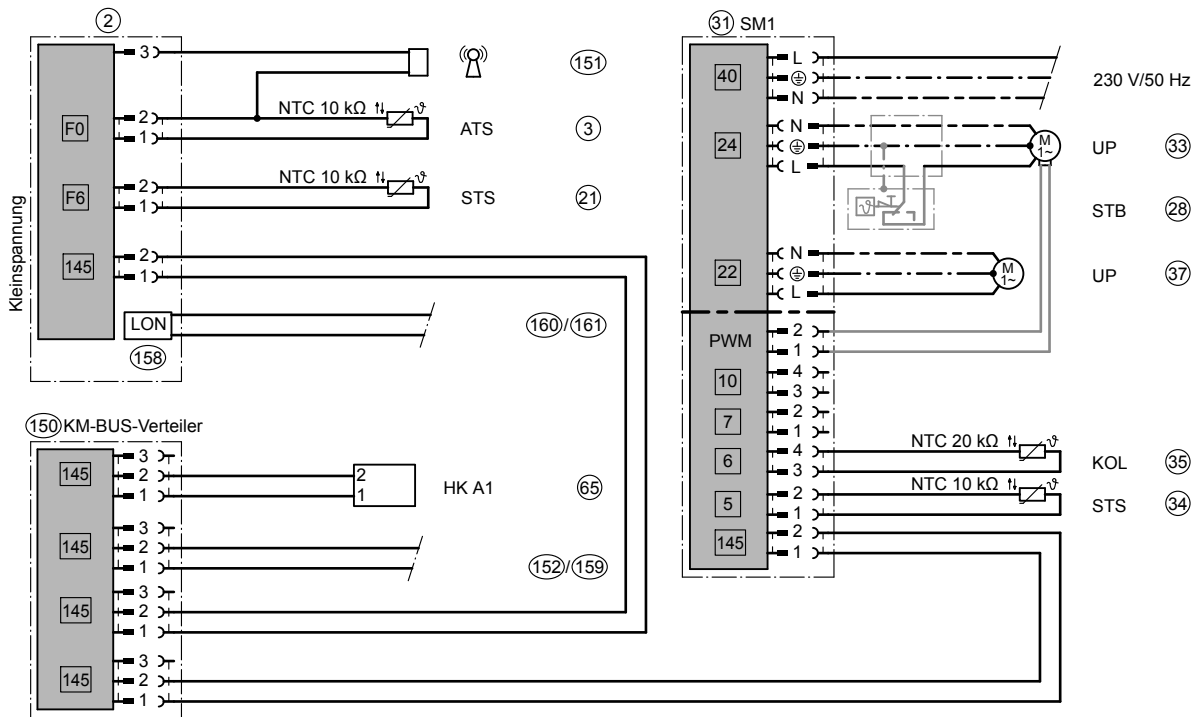 2
3
151
2
NTC 10 kΩ ϑ
F0
1
ATS
3
2
NTC 10 kΩ ϑ
F6
1
STS
21
Kleinspannung
145
2
1
LON
158
160/161
150 KM-BUS-Verteiler
145
3
2
1
2
1
HK A1
65
145
3
2
1
152/159
145
3
2
1
145
3
2
1
31 SM1
40
L
N
230 V/50 Hz
24
N
L
M
1~
UP
33
ϑ
STB
28
22
N
L
M
1~
UP
37
PWM
2
1
10
4
3
7
2
1
6
4
3
NTC 20 kΩ ϑ
KOL
35
5
2
1
NTC 10 kΩ ϑ
STS
34
145
2
1